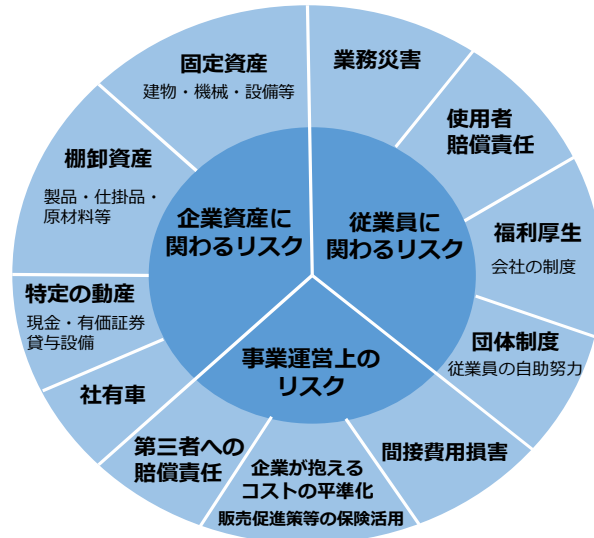 固定資産
建物・機械・設備等
業務災害
使用者
賠償責任
棚卸資産
製品・仕掛品・
原材料等
企業資産に
関わるリスク
従業員に
関わるリスク
福利厚生
会社の制度
特定の動産
現金・有価証券
貸与設備
事業運営上の
リスク
団体制度
従業員の自助努力
社有車
第三者への
賠償責任
企業が抱える
コストの平準化
販売促進策等の保険活用
間接費用損害